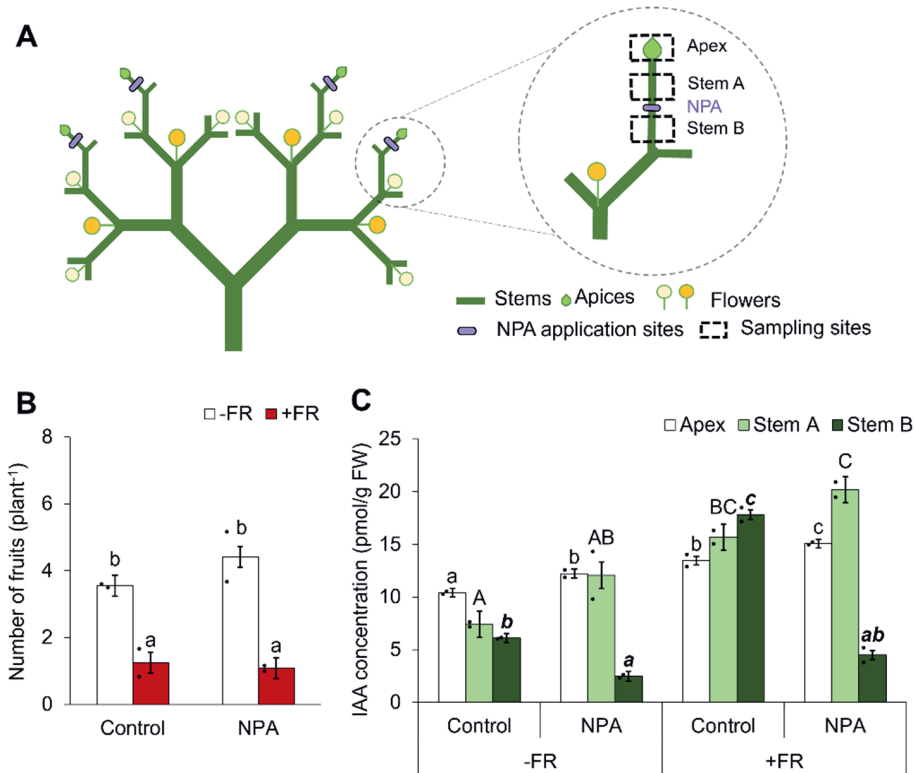 A
Apex
Stem A
NPA
Stem B
Stems Apices Flowers
NPA application sites Sampling sites
B
-FR +FR
Number of fruits (plant⁻¹)
8
6
4
2
0
b
a
b
a
Control NPA
C
Apex Stem A Stem B
IAA concentration (pmol/g FW)
25
20
15
10
5
0
a
A
b
b
AB
a
b
BC
c
c
C
ab
Control NPA Control NPA
-FR +FR